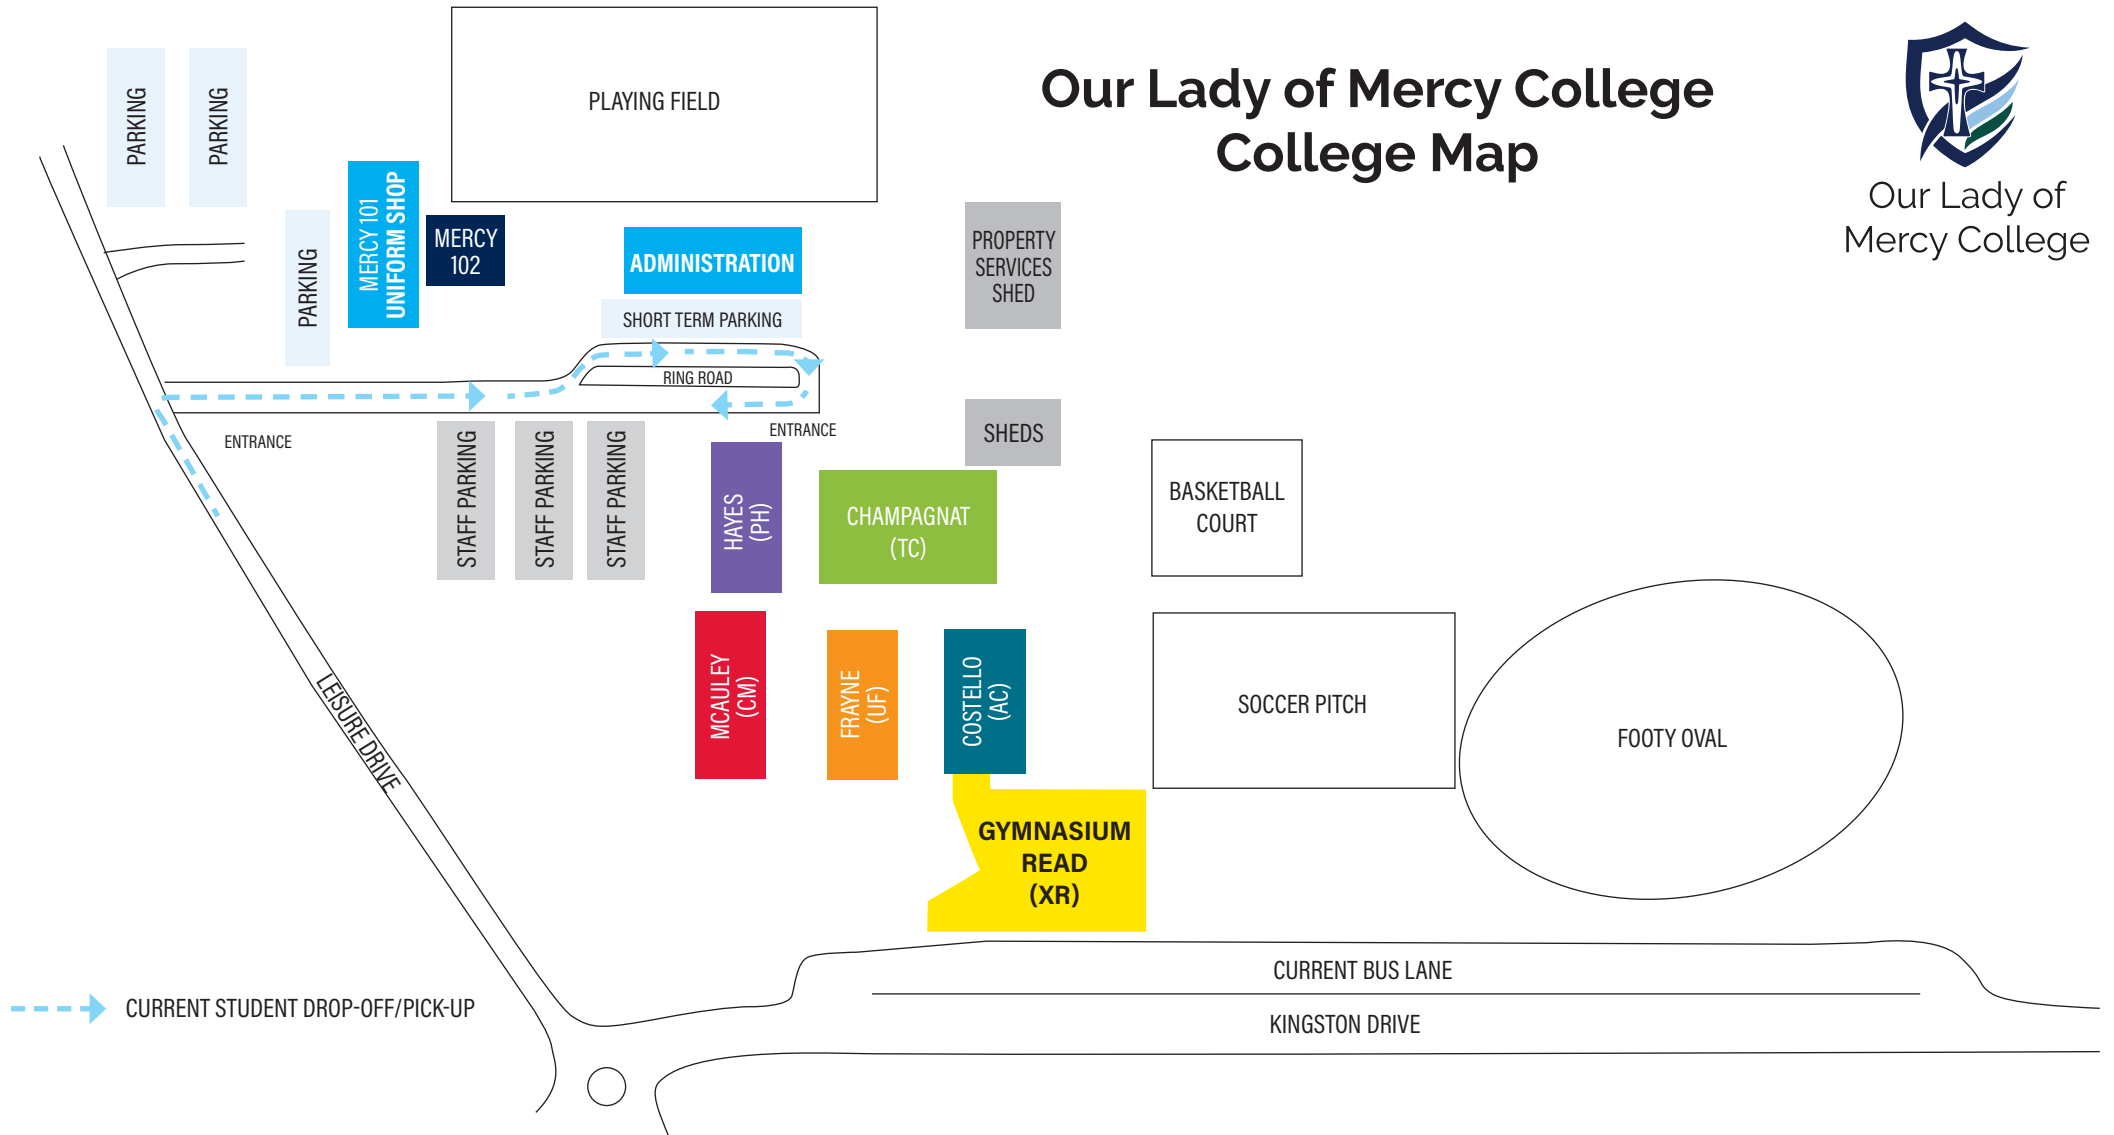 Our Lady of Mercy College
College Map
Our Lady of
Mercy College
PLAYING FIELD
PARKING
PARKING
PARKING
MERCY 101
UNIFORM SHOP
MERCY
102
ADMINISTRATION
SHORT TERM PARKING
RING ROAD
PROPERTY
SERVICES
SHED
ENTRANCE
ENTRANCE
SHEDS
STAFF PARKING
STAFF PARKING
STAFF PARKING
HAYES
(PH)
CHAMPAGNAT
(TC)
BASKETBALL
COURT
MCAULEY
(CM)
FRAYNE
(UF)
COSTELLO
(AC)
SOCCER PITCH
FOOTY OVAL
LEISURE DRIVE
GYMNASIUM
READ
(XR)
CURRENT BUS LANE
KINGSTON DRIVE
CURRENT STUDENT DROP-OFF/PICK-UP